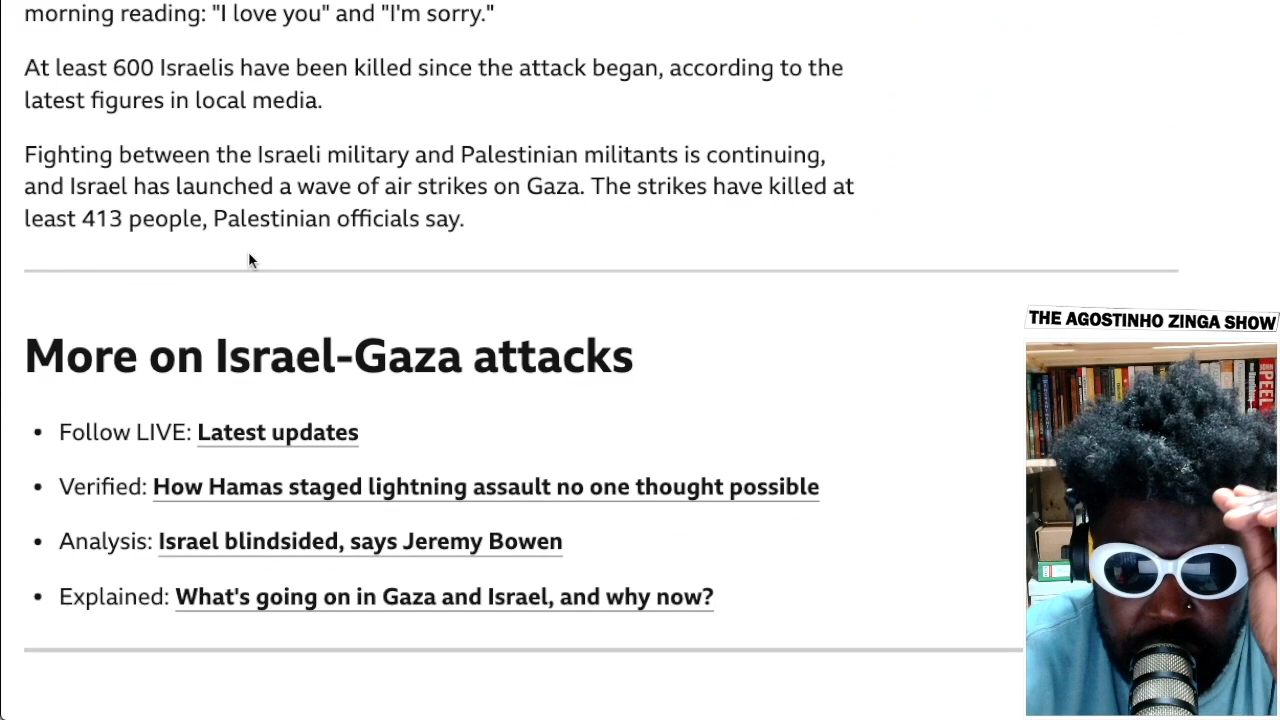 morning reading: "I love you" and "I'm sorry."
At least 600 Israelis have been killed since the attack began, according to the
latest figures in local media.
Fighting between the Israeli military and Palestinian militants is continuing,
and Israel has launched a wave of air strikes on Gaza. The strikes have killed at
least 413 people, Palestinian officials say.
More on Israel-Gaza attacks
• Follow LIVE: Latest updates
• Verified: How Hamas staged lightning assault no one thought possible
• Analysis: Israel blindsided, says Jeremy Bowen
• Explained: What's going on in Gaza and Israel, and why now?
THE AGOSTINHO ZINGA SHOW
PEEL